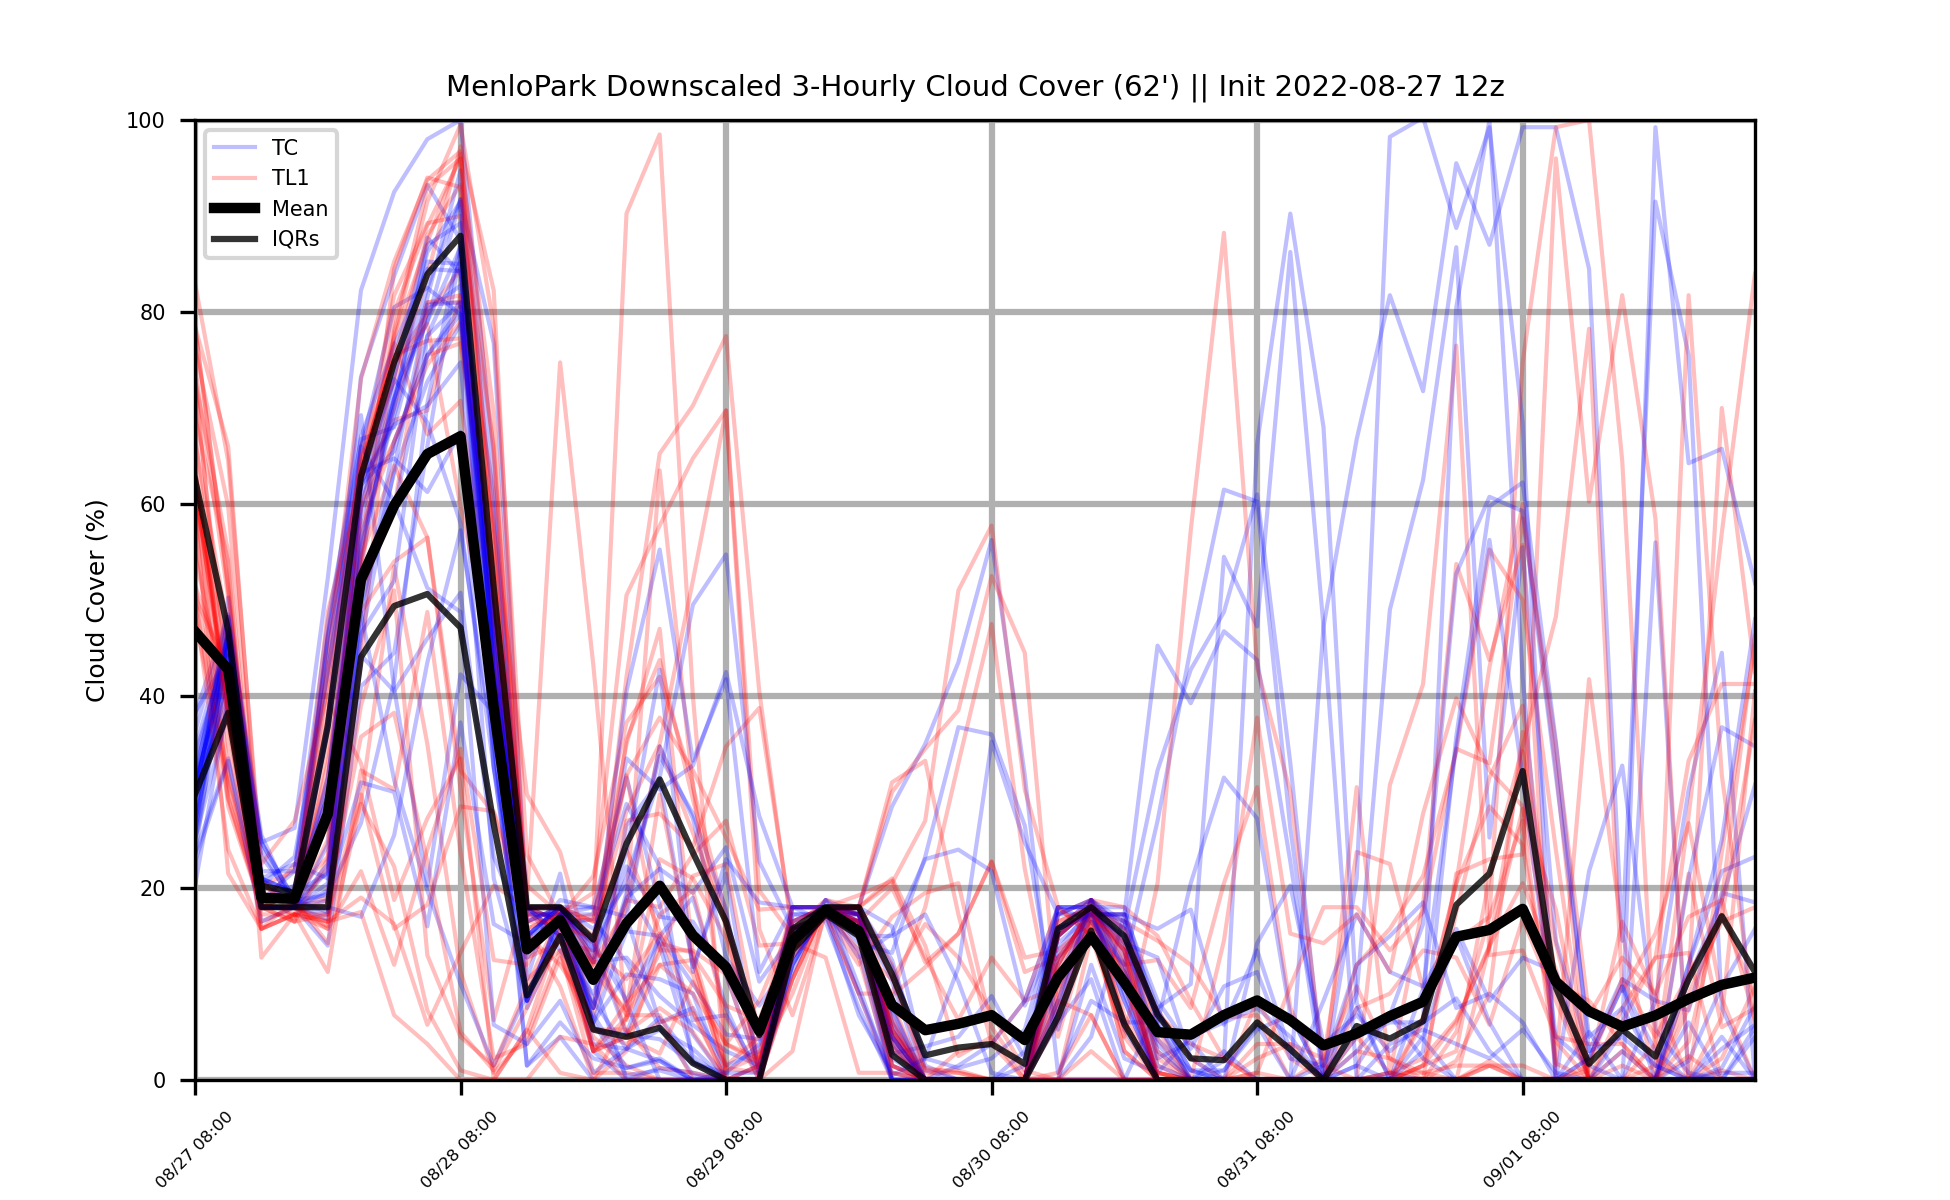 MenloPark Downscaled 3-Hourly Cloud Cover (62') || Init 2022-08-27 12z
TC
TL1
Mean
IQRs
Cloud Cover (%)
100
80
60
40
20
0
08/27 08:00
08/28 08:00
08/29 08:00
08/30 08:00
08/31 08:00
09/01 08:00